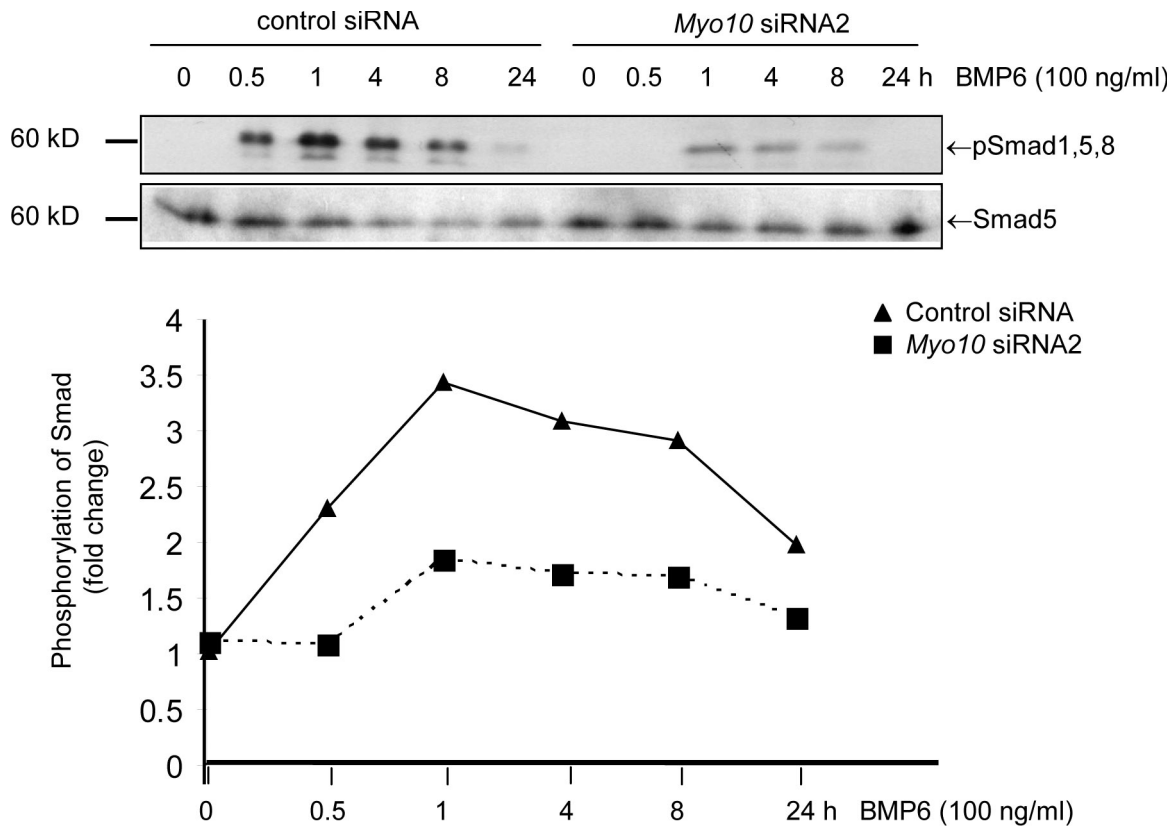 control siRNA Myo10 siRNA2
0 0.5 1 4 8 24 0 0.5 1 4 8 24 h BMP6 (100 ng/ml)
60 kD ←pSmad1,5,8
60 kD ←Smad5
Control siRNA
Myo10 siRNA2
Phosphorylation of Smad
(fold change)
4
3.5
3
2.5
2
1.5
1
0.5
0
0 0.5 1 4 8 24 h BMP6 (100 ng/ml)